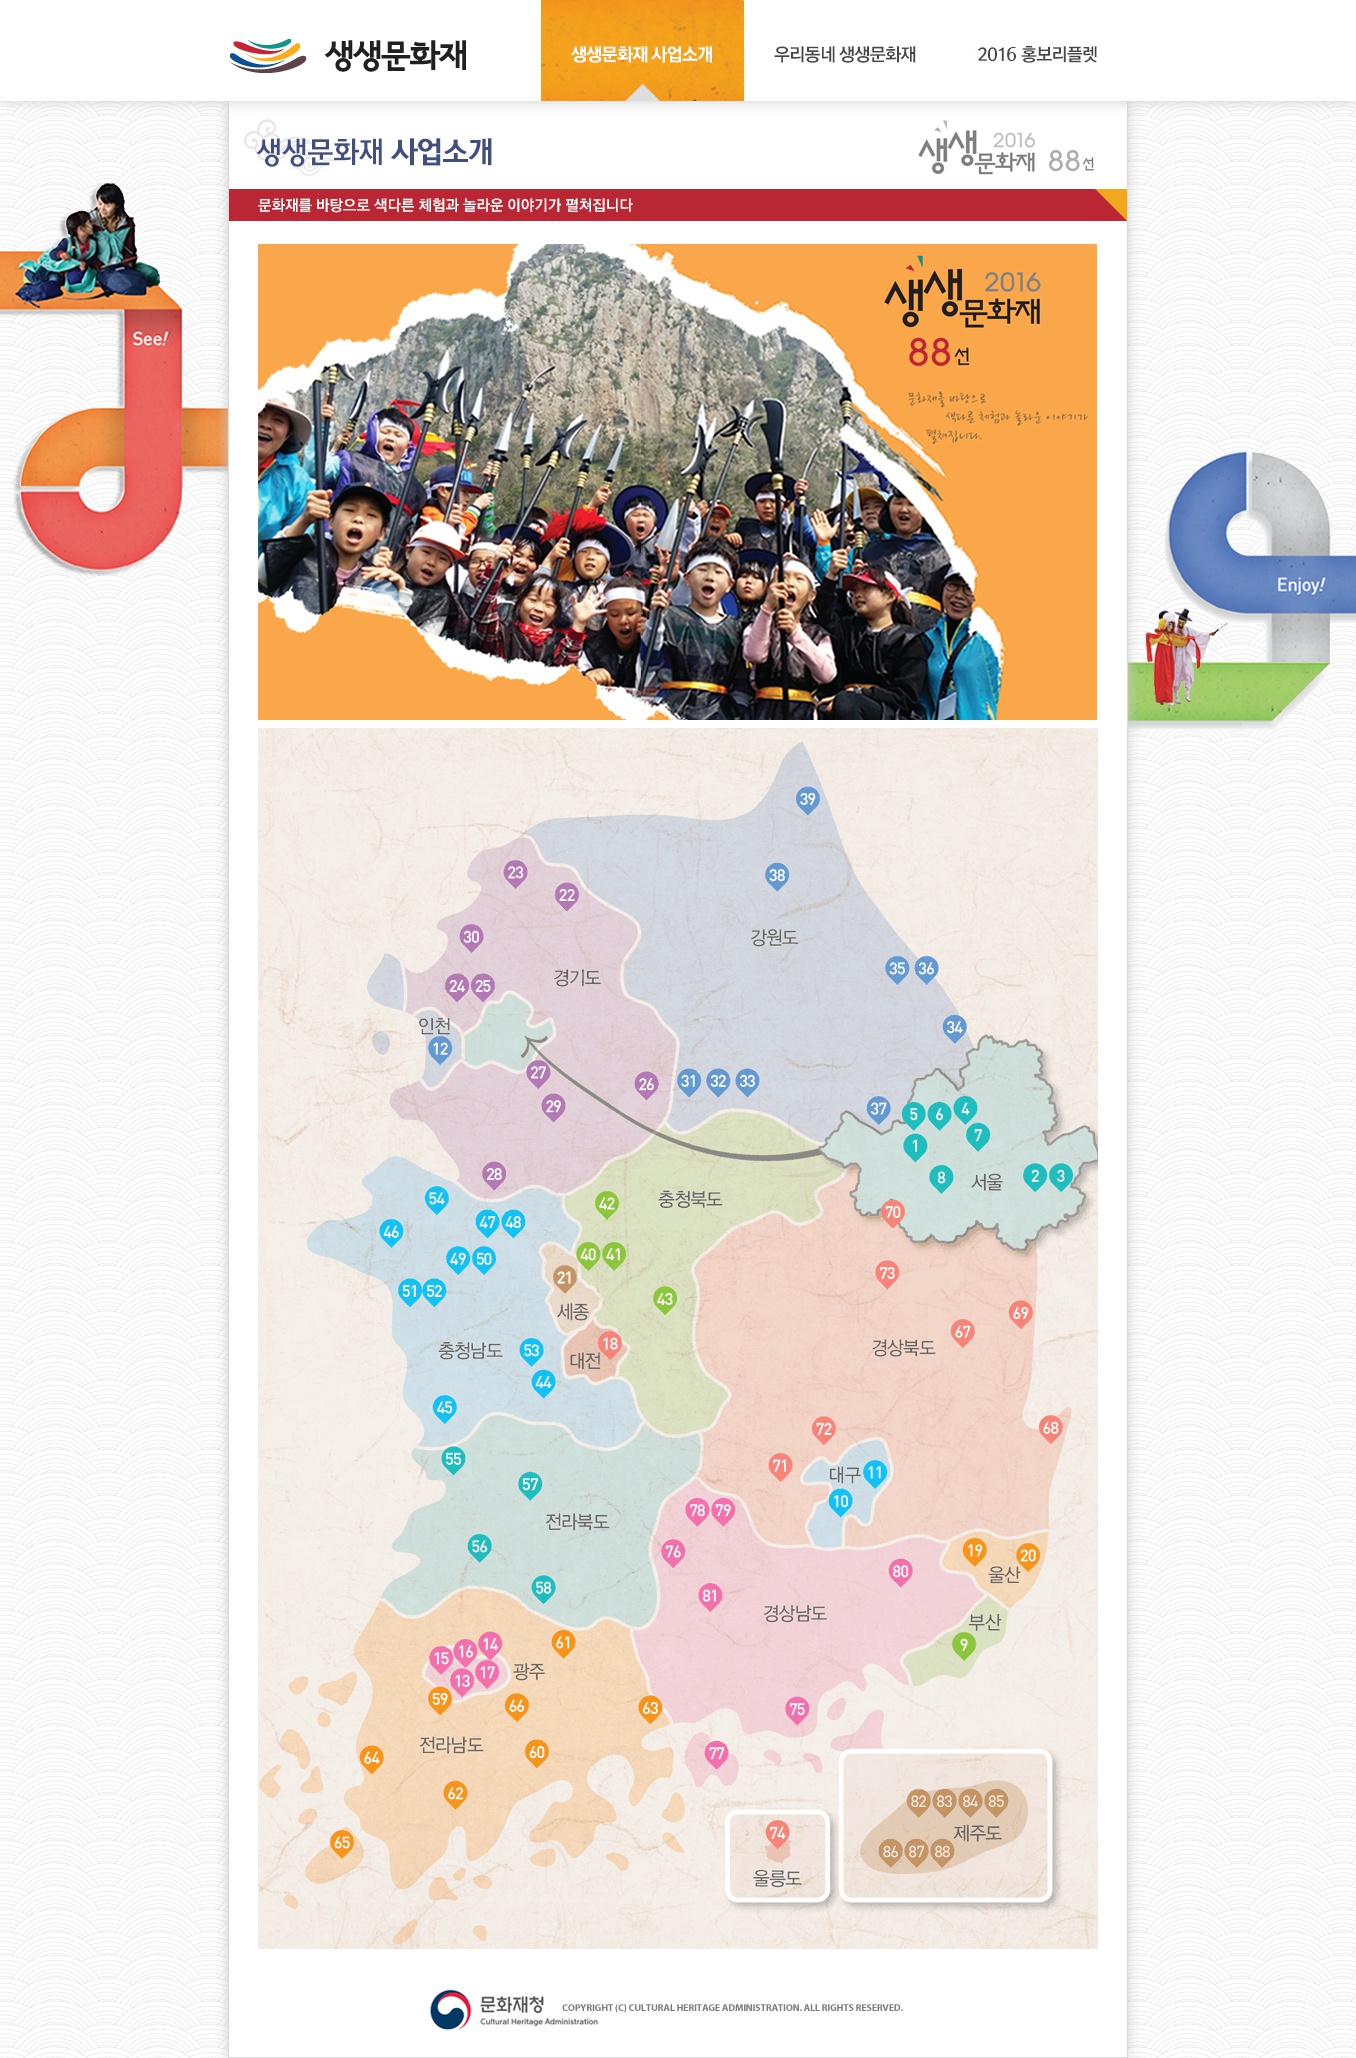 생생문화재
생생문화재 사업소개
우리동네 생생문화재
2016 홍보리플렛
생생문화재 사업소개
생생 2016
문화재 88선
문화재를 바탕으로 색다른 체험과 놀라운 이야기가 펼쳐집니다
See!
생생 2016
문화재
88선
문화재를 바탕으로
색다른 체험과 놀라운 이야기가
펼쳐집니다.
Enjoy!
39
23
38
22
30
강원도
35 36
경기도
24 25
인천
34
12
27
26 31 32 33
29
37 5 6 4
7
1
28
8 서울 2 3
54
42 충청북도
46 47 48
70
49 50
40 41
21
73
51 52
43
세종
69
67
18
충청남도 53
대전
경상북도
44
45
72
68
55
71
대구 11
57
10
78 79
전라북도
56
76
19 20
80
울산
58
81
경상남도
부산
61
9
15 16 14
13 17 광주
59
66
63
75
전라남도
64
60
77
62
82 83 84 85
74
제주도
65
86 87 88
울릉도
문화재청
Cultural Heritage Administration
COPYRIGHT (C) CULTURAL HERITAGE ADMINISTRATION. ALL RIGHTS RESERVED.